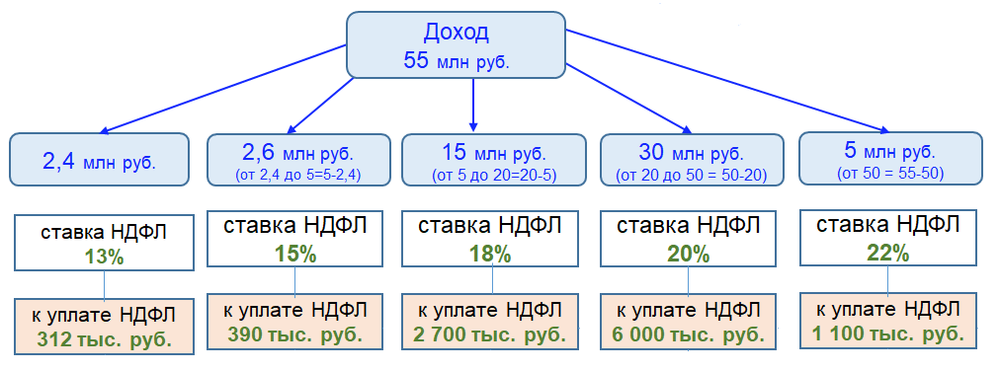 Доход
55 млн руб.
2,4 млн руб.
2,6 млн руб.
(от 2,4 до 5=5-2,4)
15 млн руб.
(от 5 до 20=20-5)
30 млн руб.
(от 20 до 50 = 50-20)
5 млн руб.
(от 50 = 55-50)
ставка НДФЛ
13%
ставка НДФЛ
15%
ставка НДФЛ
18%
ставка НДФЛ
20%
ставка НДФЛ
22%
к уплате НДФЛ
312 тыс. руб.
к уплате НДФЛ
390 тыс. руб.
к уплате НДФЛ
2 700 тыс. руб.
к уплате НДФЛ
6 000 тыс. руб.
к уплате НДФЛ
1 100 тыс. руб.